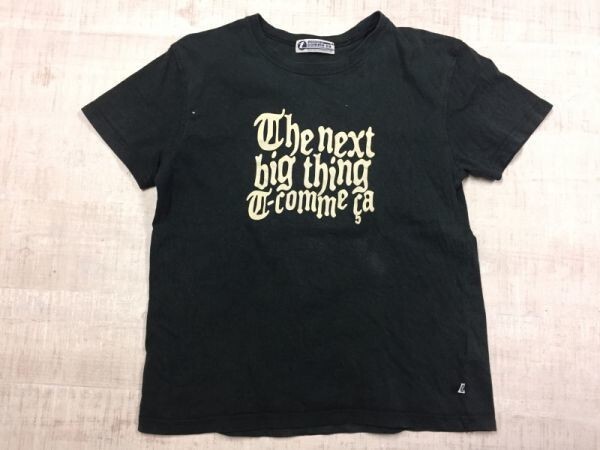 The next
big thing
T-comme ça